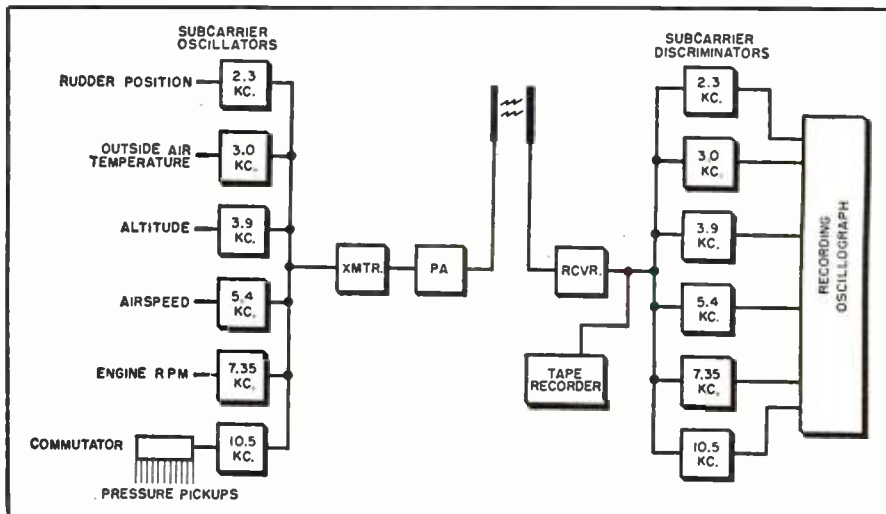 SUBCARRIER
OSCILLATORS
RUDDER POSITION
2.3
KC.
OUTSIDE AIR
TEMPERATURE
3.0
KC.
ALTITUDE
3.9
KC.
AIRSPEED
5.4
KC.
ENGINE RPM
7.35
KC.
COMMUTATOR
10.5
KC.
PRESSURE PICKUPS
XMTR.
PA
RCVR.
TAPE
RECORDER
SUBCARRIER
DISCRIMINATORS
2.3
KC.
3.0
KC.
3.9
KC.
5.4
KC.
7.35
KC.
10.5
KC.
RECORDING
OSCILLOGRAPH